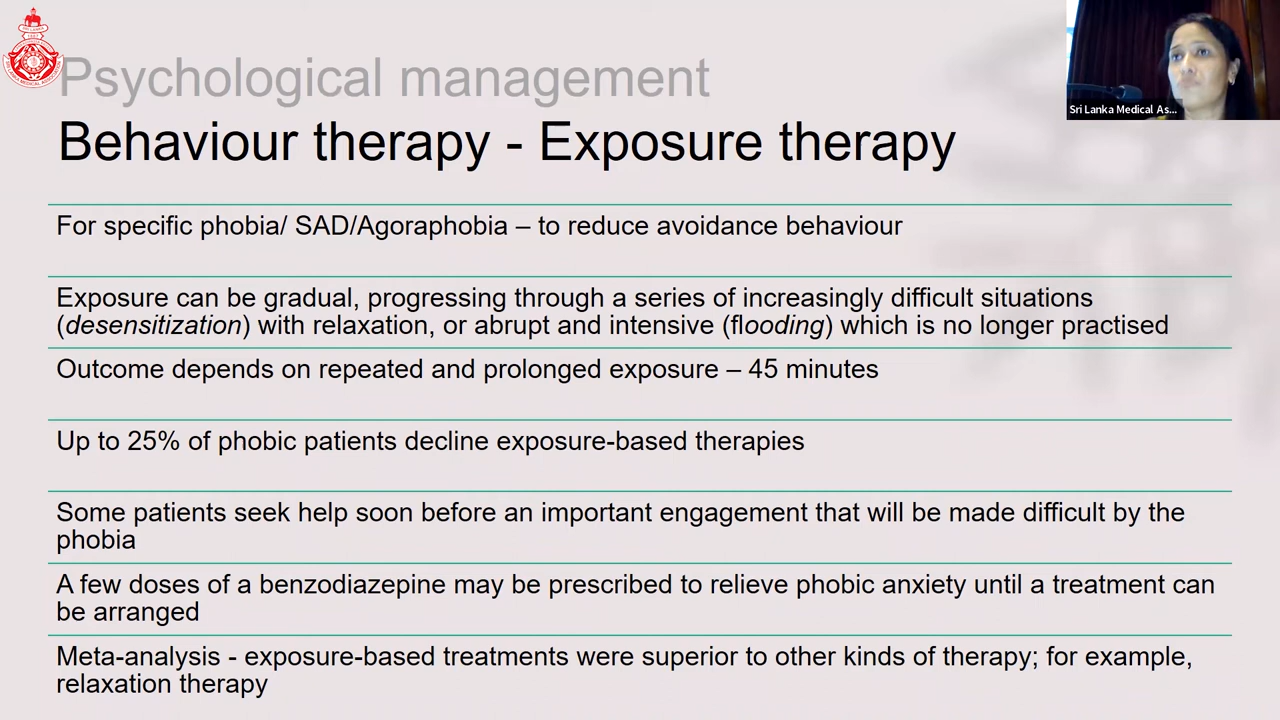 Psychological management
Behaviour therapy - Exposure therapy
Sri Lanka Medical As...
For specific phobia/ SAD/Agoraphobia – to reduce avoidance behaviour
Exposure can be gradual, progressing through a series of increasingly difficult situations
(desensitization) with relaxation, or abrupt and intensive (flooding) which is no longer practised
Outcome depends on repeated and prolonged exposure – 45 minutes
Up to 25% of phobic patients decline exposure-based therapies
Some patients seek help soon before an important engagement that will be made difficult by the
phobia
A few doses of a benzodiazepine may be prescribed to relieve phobic anxiety until a treatment can
be arranged
Meta-analysis - exposure-based treatments were superior to other kinds of therapy; for example,
relaxation therapy